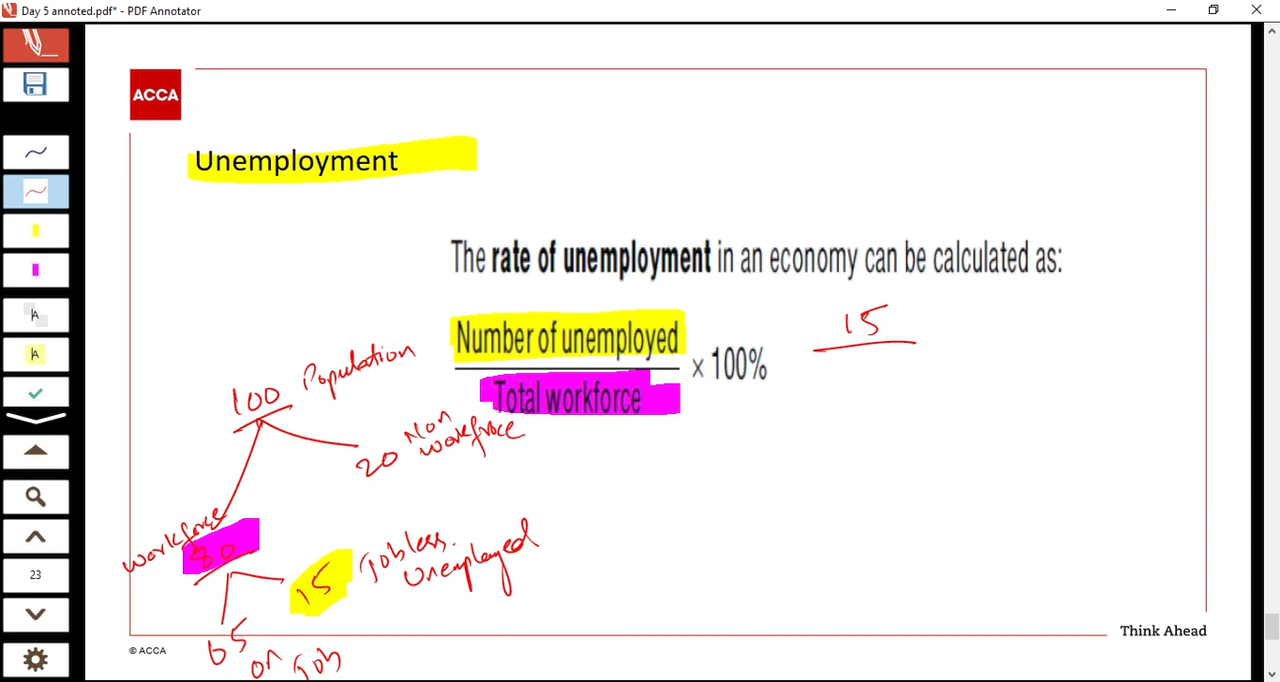 Day 5 annoted.pdf* - PDF Annotator
ACCA
Unemployment
The rate of unemployment in an economy can be calculated as:
Number of unemployed
Total workforce
× 100%
15
100 Population
20 Non workfroce
workforce
80
15 Jobless. Unemployed
65 on Job
23
Think Ahead
© ACCA